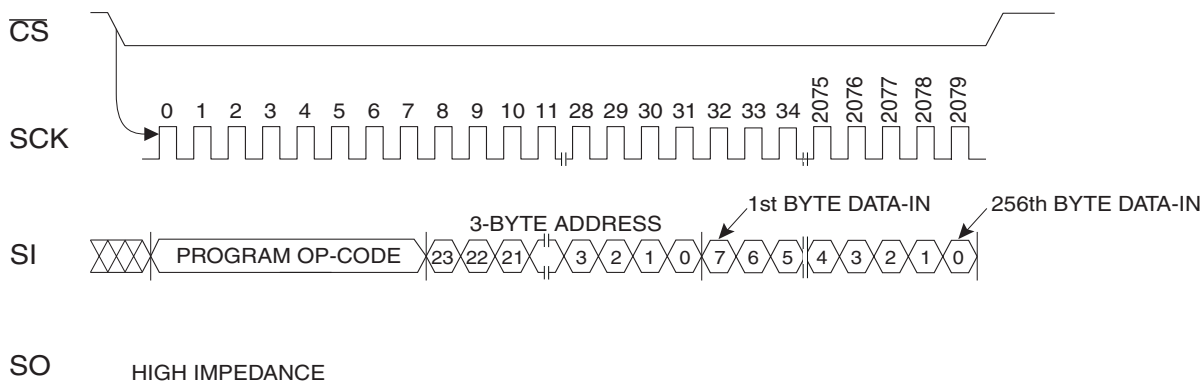 CS
0 1 2 3 4 5 6 7 8 9 10 11 28 29 30 31 32 33 34 2075 2076 2077 2078 2079
SCK
1st BYTE DATA-IN 256th BYTE DATA-IN
3-BYTE ADDRESS
SI PROGRAM OP-CODE 23 22 21 3 2 1 0 7 6 5 4 3 2 1 0
SO HIGH IMPEDANCE